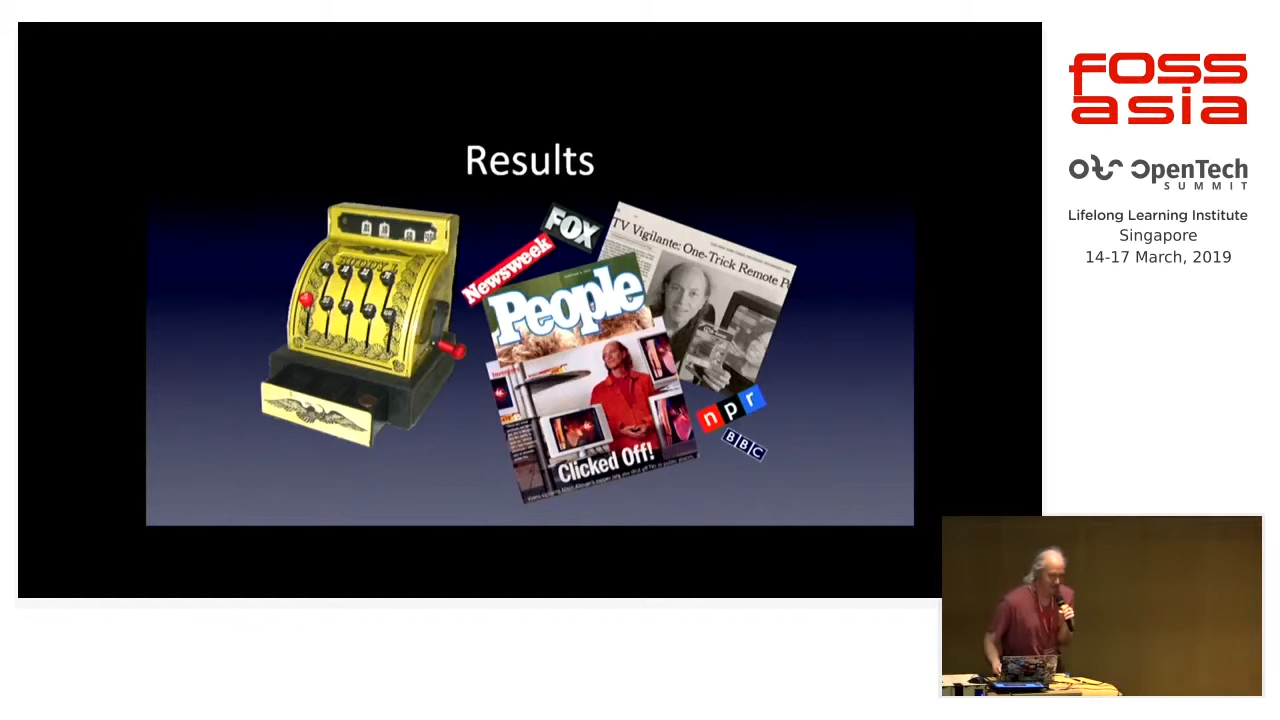 Results
FOX
Newsweek
TV Vigilante: One-Trick Remote P
People
Clicked Off!
npr
BBC
fOSS
asia
OpenTech
SUMMIT
Lifelong Learning Institute
Singapore
14-17 March, 2019